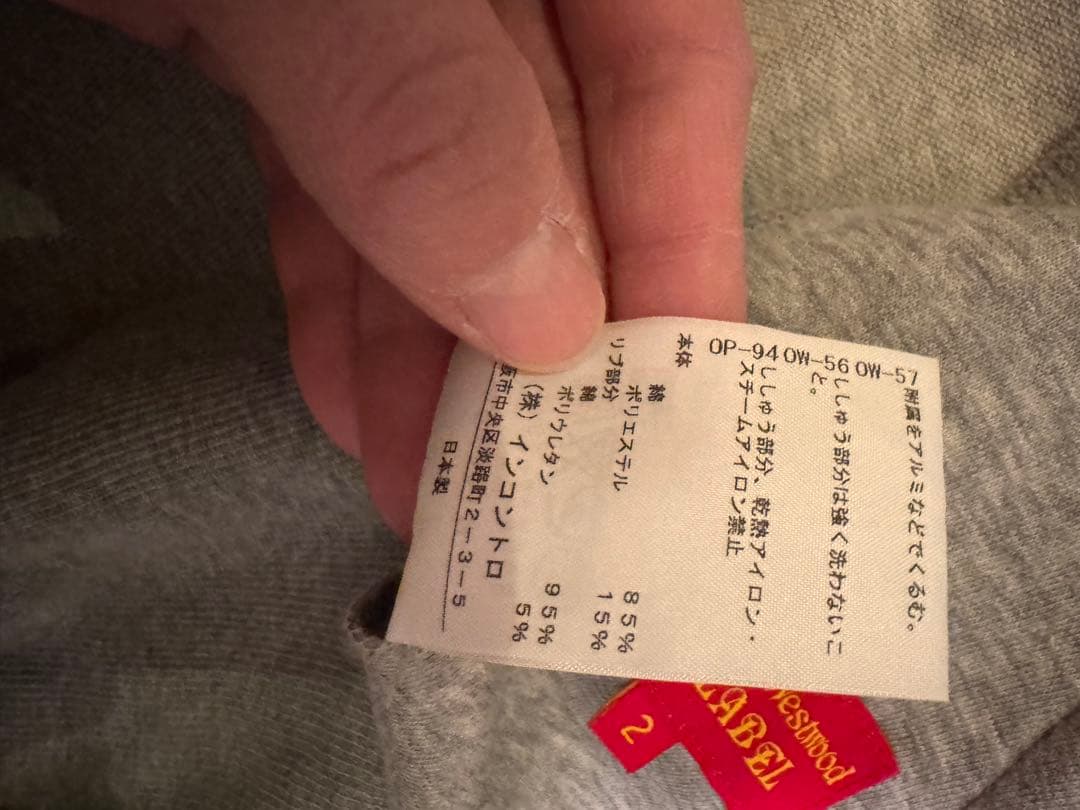 附属をアルミなどでくるむ。
OP-94 OW-56 OW-57
ししゅう部分は強く洗わないこ
と。
ししゅう部分、乾熱アイロン・
スチームアイロン禁止
本体
綿 85%
ポリエステル 15%
リブ部分
綿 95%
ポリウレタン 5%
(株)インコントロ
阪市中央区淡路町2-3-5
日本製
Westwood
LABEL
2